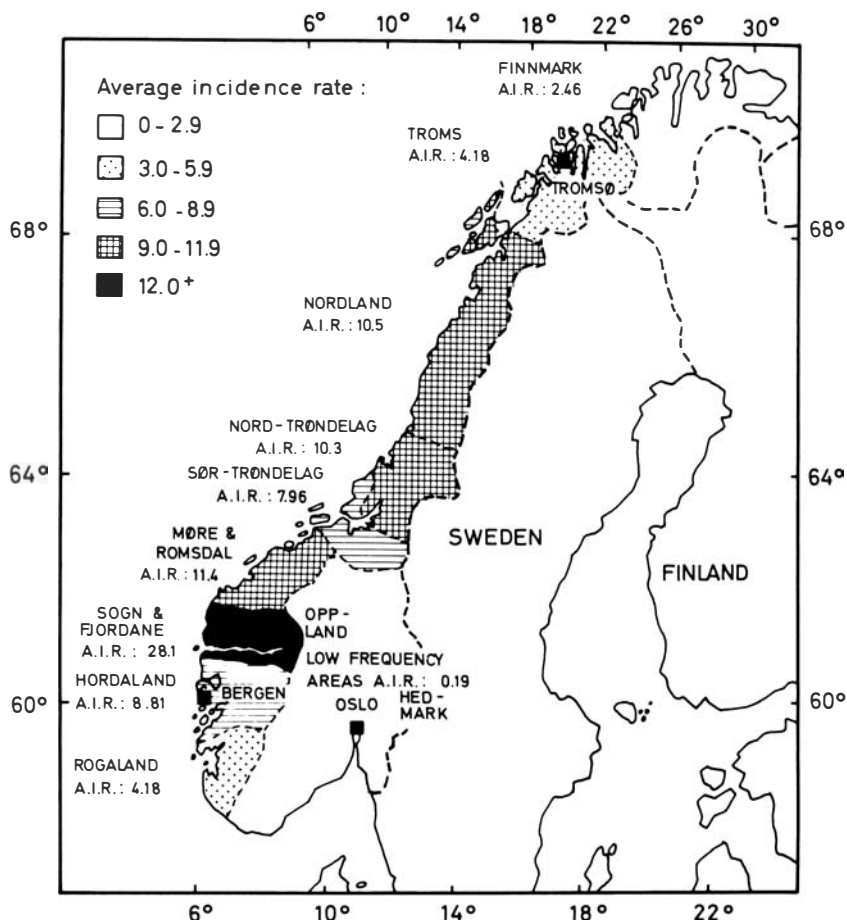 6° 10° 14° 18° 22° 26° 30°
Average incidence rate :
0-2.9
3.0-5.9
6.0-8.9
9.0-11.9
12.0+
FINNMARK
A.I.R.: 2.46
TROMS
A.I.R.: 4.18
TROMSØ
68° 68°
NORDLAND
A.I.R.: 10.5
NORD-TRØNDELAG
A.I.R.: 10.3
SØR-TRØNDELAG
A.I.R.: 7.96
64° 64°
MØRE &
ROMSDAL
A.I.R.: 11.4
SWEDEN
FINLAND
SOGN &
FJORDANE
A.I.R.: 28.1
OPP-
LAND
LOW FREQUENCY
AREAS A.I.R.: 0.19
HORDALAND
A.I.R.: 8.81
BERGEN
HED-
MARK
OSLO
60° 60°
ROGALAND
A.I.R.: 4.18
6° 10° 14° 18° 22°